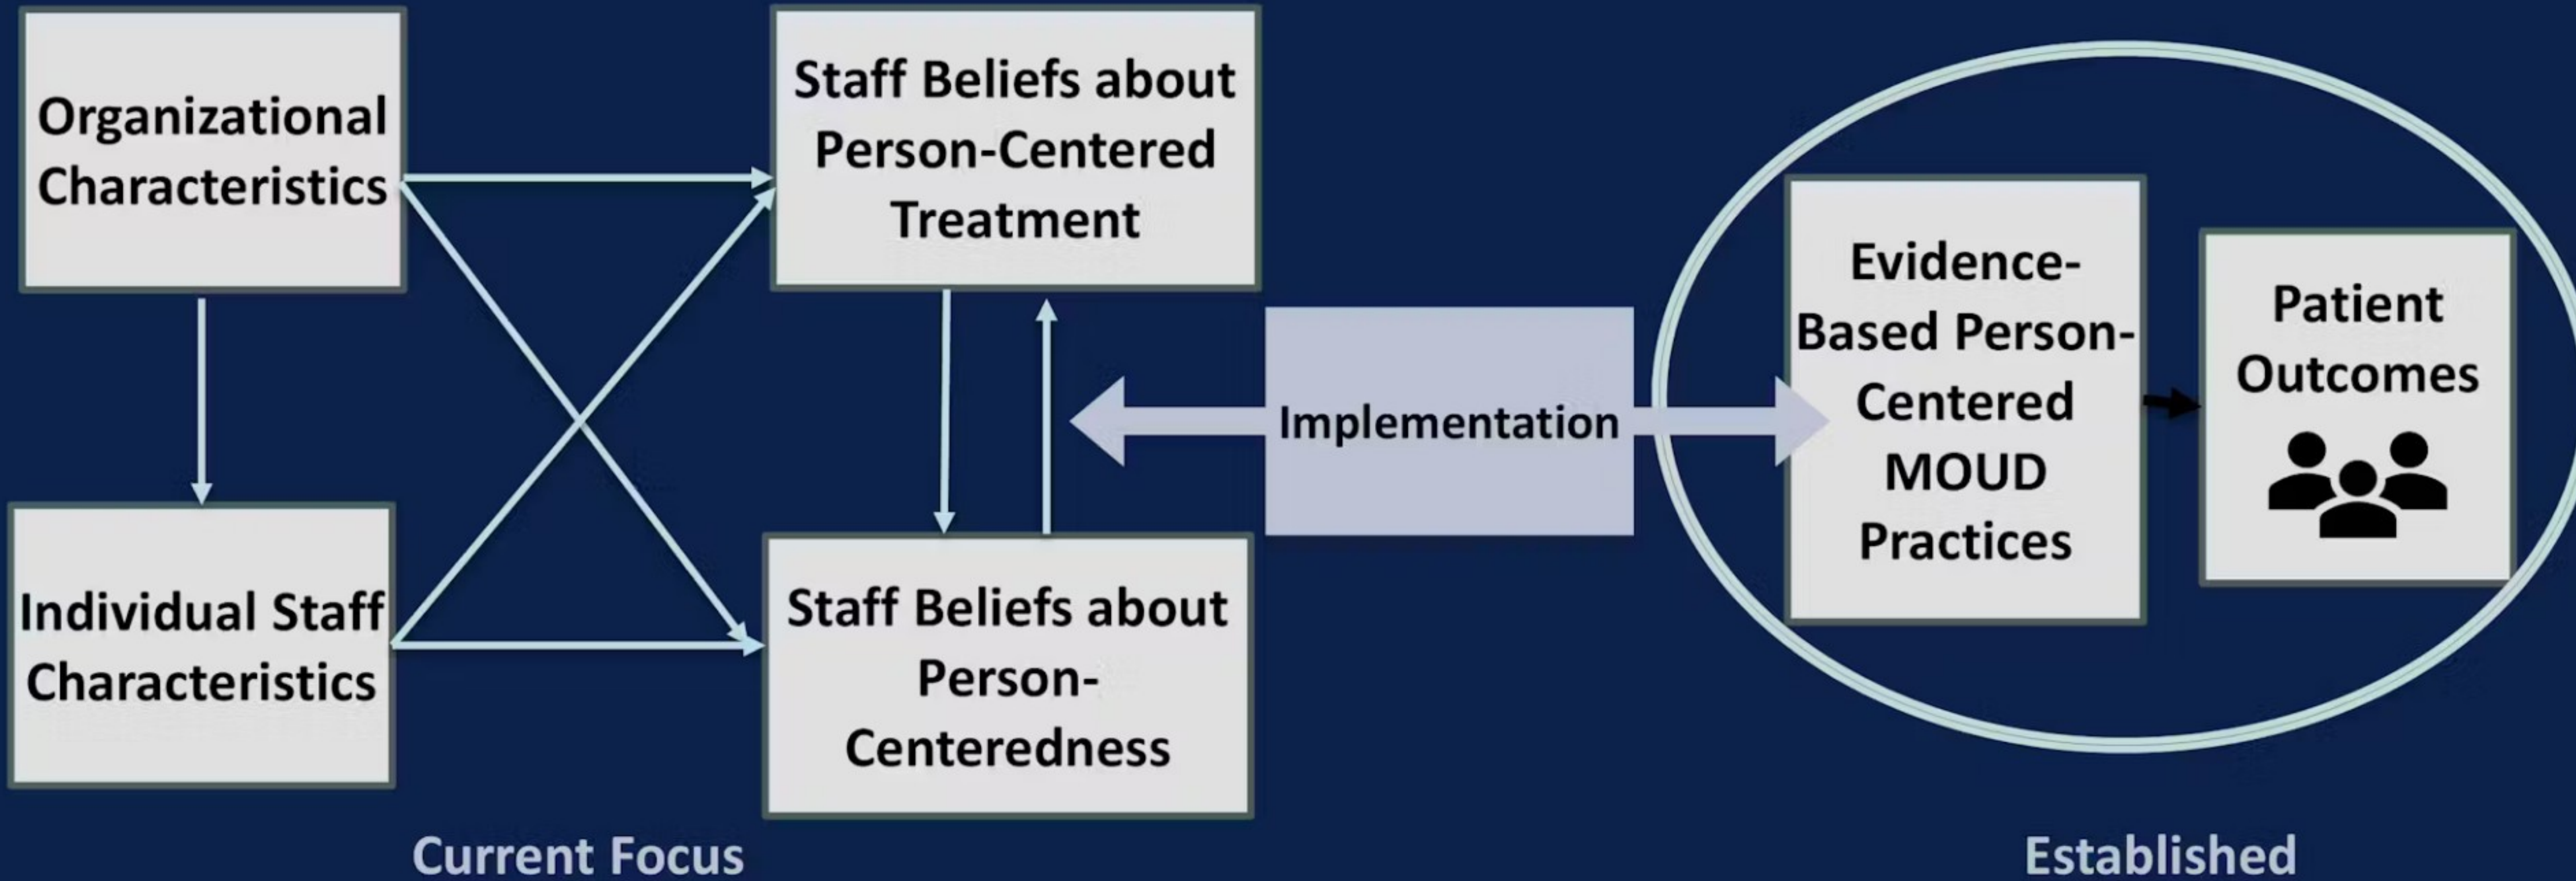 Organizational
Characteristics
Staff Beliefs about
Person-Centered
Treatment
Individual Staff
Characteristics
Staff Beliefs about
Person-
Centeredness
Implementation
Evidence-
Based Person-
Centered
MOUD
Practices
Patient
Outcomes
Current Focus
Established